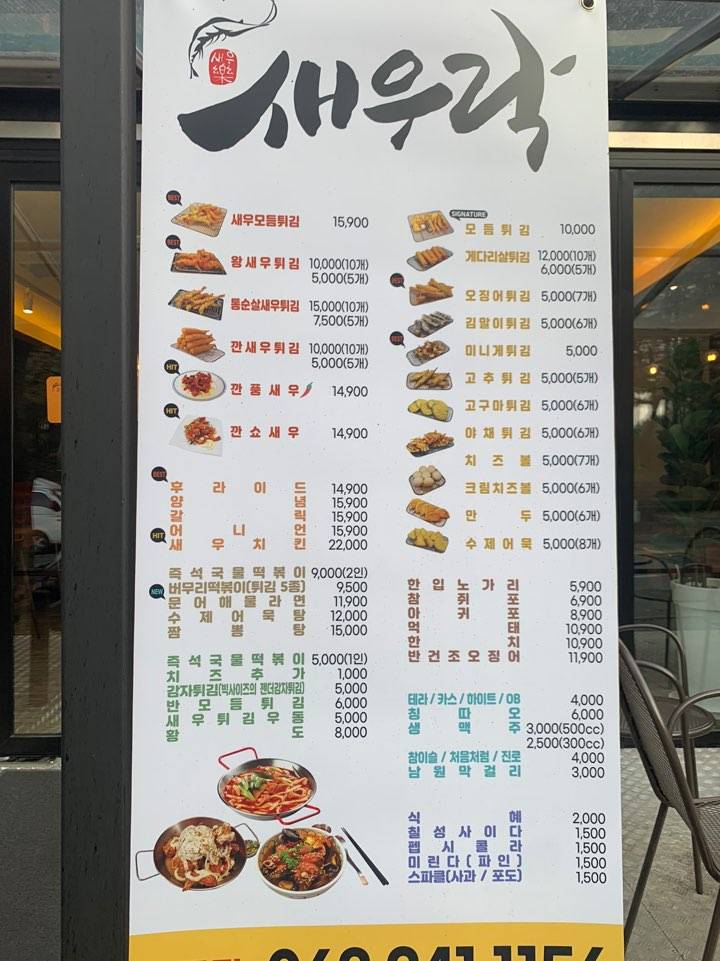 새우락
새우樂
BEST
새우모듬튀김 15,900
BEST
왕새우튀김 10,000(10개)
5,000(5개)
통순살새우튀김 15,000(10개)
7,500(5개)
깐새우튀김 10,000(10개)
5,000(5개)
HIT
깐풍새우 14,900
HIT
깐쇼새우 14,900
BEST
후라이드 14,900
양념 15,900
갈릭 15,900
어니언 15,900
HIT
새우치킨 22,000
즉석국물떡볶이 9,000(2인)
NEW
버무리떡볶이(튀김 5종) 9,500
문어해물라면 11,900
수제어묵탕 12,000
짬뽕탕 15,000
즉석국물떡볶이 5,000(1인)
치즈추가 1,000
감자튀김(빅사이즈의 젠더감자튀김) 5,000
반모듬튀김 6,000
새우튀김우동 5,000
황도 8,000
SIGNATURE
모듬튀김 10,000
게다리살튀김 12,000(10개)
6,000(5개)
BEST
오징어튀김 5,000(7개)
김말이튀김 5,000(6개)
BEST
미니게튀김 5,000
고추튀김 5,000(5개)
고구마튀김 5,000(6개)
야채튀김 5,000(6개)
치즈볼 5,000(7개)
크림치즈볼 5,000(6개)
만두 5,000(6개)
수제어묵 5,000(8개)
한입노가리 5,900
참쥐포 6,900
아귀포 8,900
먹태 10,900
한치 10,900
반건조오징어 11,900
테라 / 카스 / 하이트 / OB 4,000
칭따오 6,000
생맥주 3,000(500cc)
2,500(300cc)
참이슬 / 처음처럼 / 진로 4,000
남원막걸리 3,000
식혜 2,000
칠성사이다 1,500
펩시콜라 1,500
미린다(파인) 1,500
스파클(사과 / 포도) 1,500